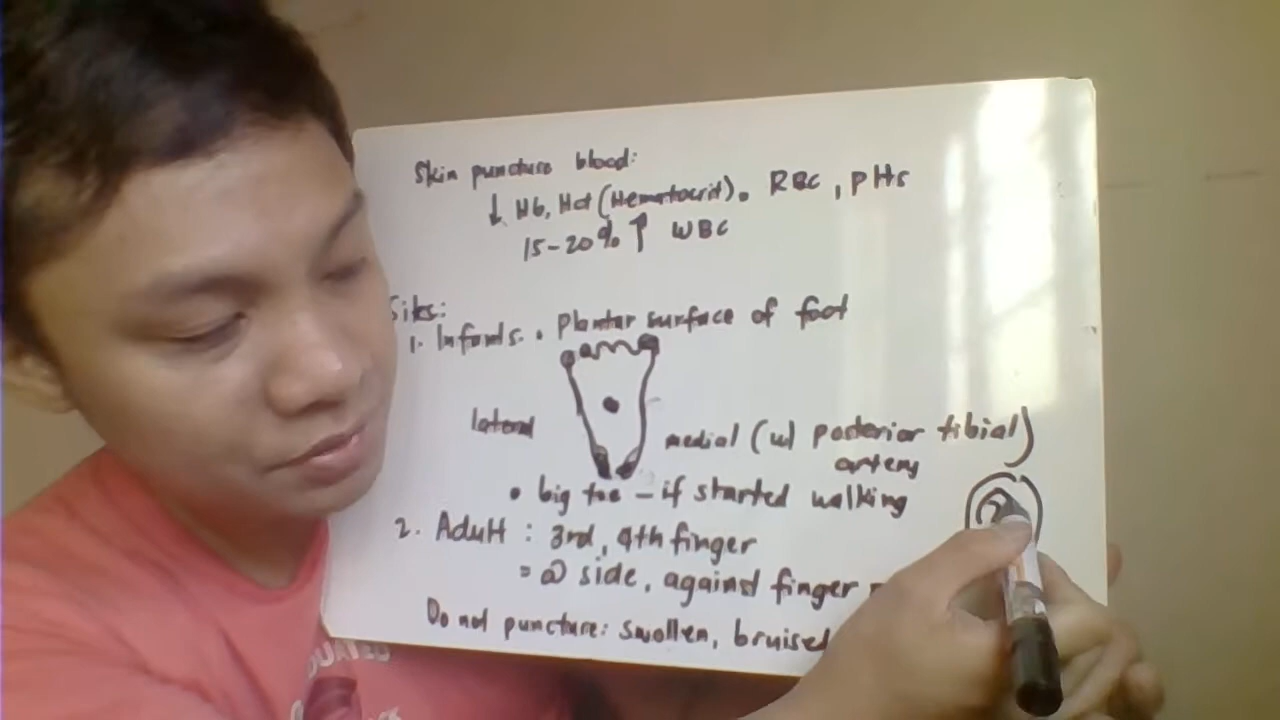 Skin puncture blood:
↓ Hb, Hct (Hematocrit). RBC, pHs
15-20% ↑ WBC
Sites:
1. Infants. • Plantar surface of foot
lateral
medial (w/ posterior tibial)
artery
• big toe - if started walking
2. Adult : 3rd, 4th finger
= @ side, against finger
Do not puncture: swollen, bruised
UATED